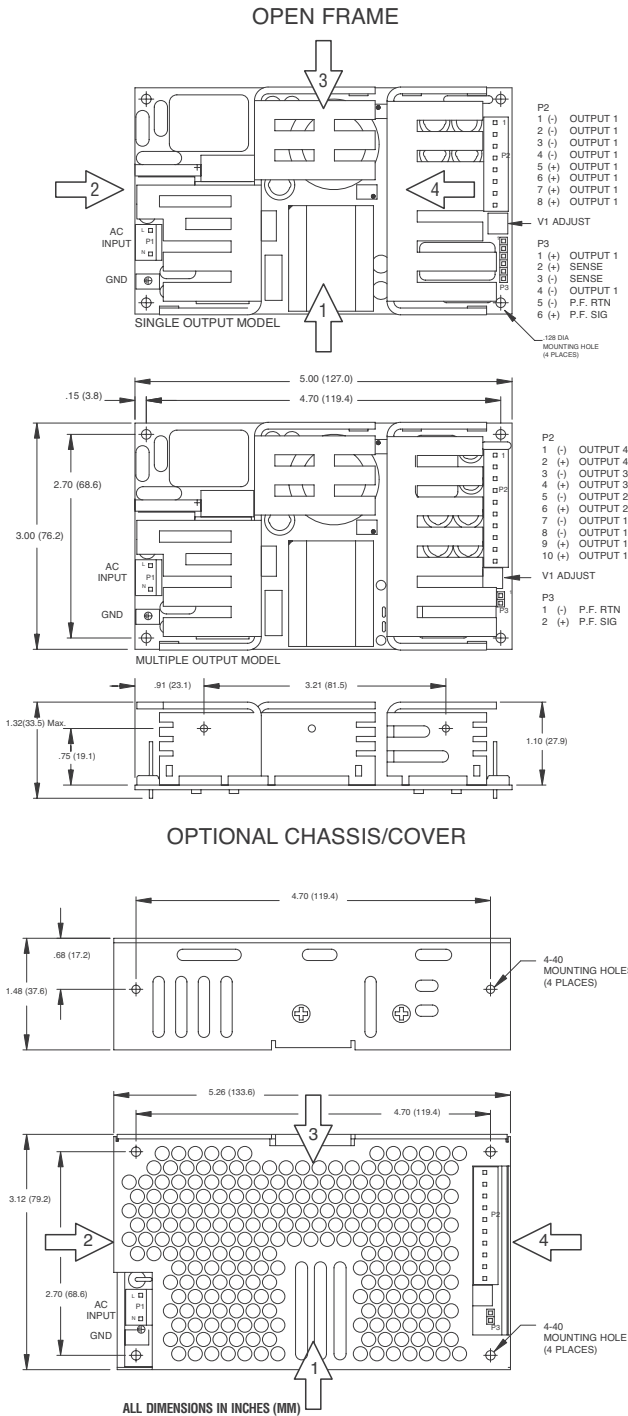 OPEN FRAME
3
2
4
1
P2
1 (-) OUTPUT 1
2 (-) OUTPUT 1
3 (-) OUTPUT 1
4 (-) OUTPUT 1
5 (+) OUTPUT 1
6 (+) OUTPUT 1
7 (+) OUTPUT 1
8 (+) OUTPUT 1
V1 ADJUST
P3
1 (+) OUTPUT 1
2 (+) SENSE
3 (-) SENSE
4 (-) OUTPUT 1
5 (-) P.F. RTN
6 (+) P.F. SIG
1
P2
P3
AC
INPUT
L
P1
N
GND
SINGLE OUTPUT MODEL
.128 DIA
MOUNTING HOLE
(4 PLACES)
5.00 (127.0)
.15 (3.8)
4.70 (119.4)
2.70 (68.6)
3.00 (76.2)
1
P2
P2
1 (-) OUTPUT 4
2 (+) OUTPUT 4
3 (-) OUTPUT 3
4 (+) OUTPUT 3
5 (-) OUTPUT 2
6 (+) OUTPUT 2
7 (-) OUTPUT 1
8 (-) OUTPUT 1
9 (+) OUTPUT 1
10 (+) OUTPUT 1
V1 ADJUST
P3
1 (-) P.F. RTN
2 (+) P.F. SIG
AC
INPUT
L
P1
N
GND
1
P3
MULTIPLE OUTPUT MODEL
.91 (23.1)
3.21 (81.5)
1.32(33.5) Max.
.75 (19.1)
1.10 (27.9)
OPTIONAL CHASSIS/COVER
4.70 (119.4)
.68 (17.2)
1.48 (37.6)
4-40
MOUNTING HOLES
(4 PLACES)
5.26 (133.6)
4.70 (119.4)
3
3.12 (79.2)
2
4
P2
2.70 (68.6)
AC
INPUT
L
P1
N
GND
P3
1
4-40
MOUNTING HOLE
(4 PLACES)
ALL DIMENSIONS IN INCHES (MM)